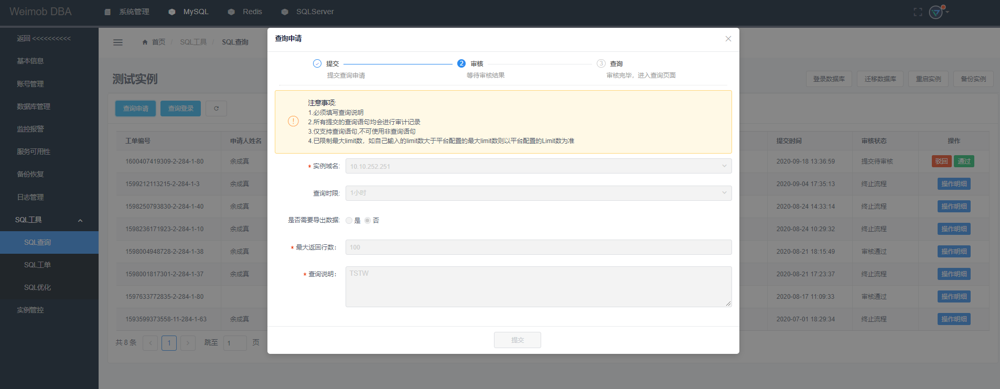 Weimob DBA
系统管理
MySQL
Redis
SQLServer
返回 <<<<<<<<<<
基本信息
账号管理
数据库管理
监控报警
服务可用性
备份恢复
日志管理
SQL工具
SQL查询
SQL工单
SQL优化
实例管控
首页 / SQL工具 / SQL查询
测试实例
登录数据库
迁移数据库
重启实例
备份实例
查询申请
查询登录
工单编号 申请人姓名 提交时间 审核状态 操作
1600407419309-2-284-1-80 余成真 2020-09-18 13:36:59 提交待审核 驳回 通过
1599212113215-2-284-1-3 余成真 2020-09-04 17:35:13 终止流程 操作明细
1598250793830-2-284-1-40 余成真 2020-08-24 14:33:14 终止流程 操作明细
1598236171923-2-284-1-10 余成真 2020-08-24 10:29:32 终止流程 操作明细
1598004948728-2-284-1-38 余成真 2020-08-21 18:15:49 审核通过 操作明细
1598001817301-2-284-1-37 余成真 2020-08-21 17:23:37 终止流程 操作明细
1597633772835-2-284-1-80 2020-08-17 11:09:33 审核通过 操作明细
1593599373558-11-284-1-63 余成真 2020-07-01 18:29:34 终止流程 操作明细
共 8 条 < 1 > 跳至 1 页
查询申请
提交
提交查询申请
2 审核
等待审核结果
3 查询
审核完毕，进入查询页面
注意事项:
1.必须填写查询说明
2.所有提交的查询语句均会进行审计记录
3.仅支持查询语句,不可使用非查询语句
4.已限制最大limit数，如自己输入的limit数大于平台配置的最大limit数则以平台配置的Limit数为准
* 实例域名: 10.10.252.251
查询时限: 1小时
是否需要导出数据: 是 否
* 最大返回行数： 100
* 查询说明： TSTW
提交